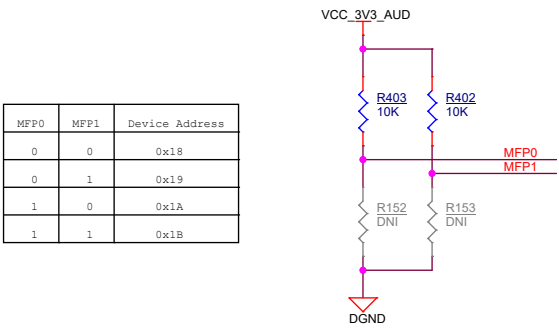 VCC_3V3_AUD
R403
10K
R402
10K
MFP0
MFP1
R152
DNI
R153
DNI
DGND
MFP0 MFP1 Device Address
0 0 0x18
0 1 0x19
1 0 0x1A
1 1 0x1B